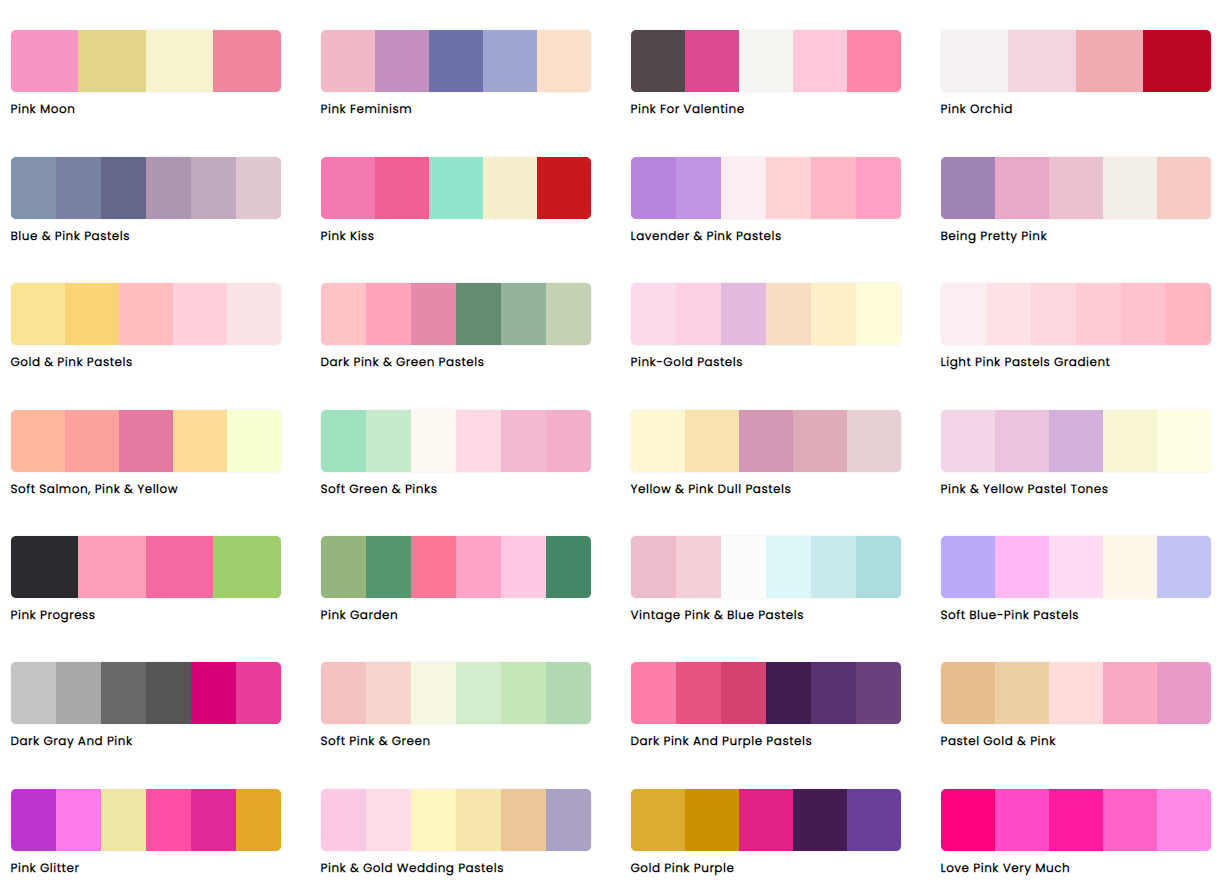 Pink Moon
Pink Feminism
Pink For Valentine
Pink Orchid
Blue & Pink Pastels
Pink Kiss
Lavender & Pink Pastels
Being Pretty Pink
Gold & Pink Pastels
Dark Pink & Green Pastels
Pink-Gold Pastels
Light Pink Pastels Gradient
Soft Salmon, Pink & Yellow
Soft Green & Pinks
Yellow & Pink Dull Pastels
Pink & Yellow Pastel Tones
Pink Progress
Pink Garden
Vintage Pink & Blue Pastels
Soft Blue-Pink Pastels
Dark Gray And Pink
Soft Pink & Green
Dark Pink And Purple Pastels
Pastel Gold & Pink
Pink Glitter
Pink & Gold Wedding Pastels
Gold Pink Purple
Love Pink Very Much